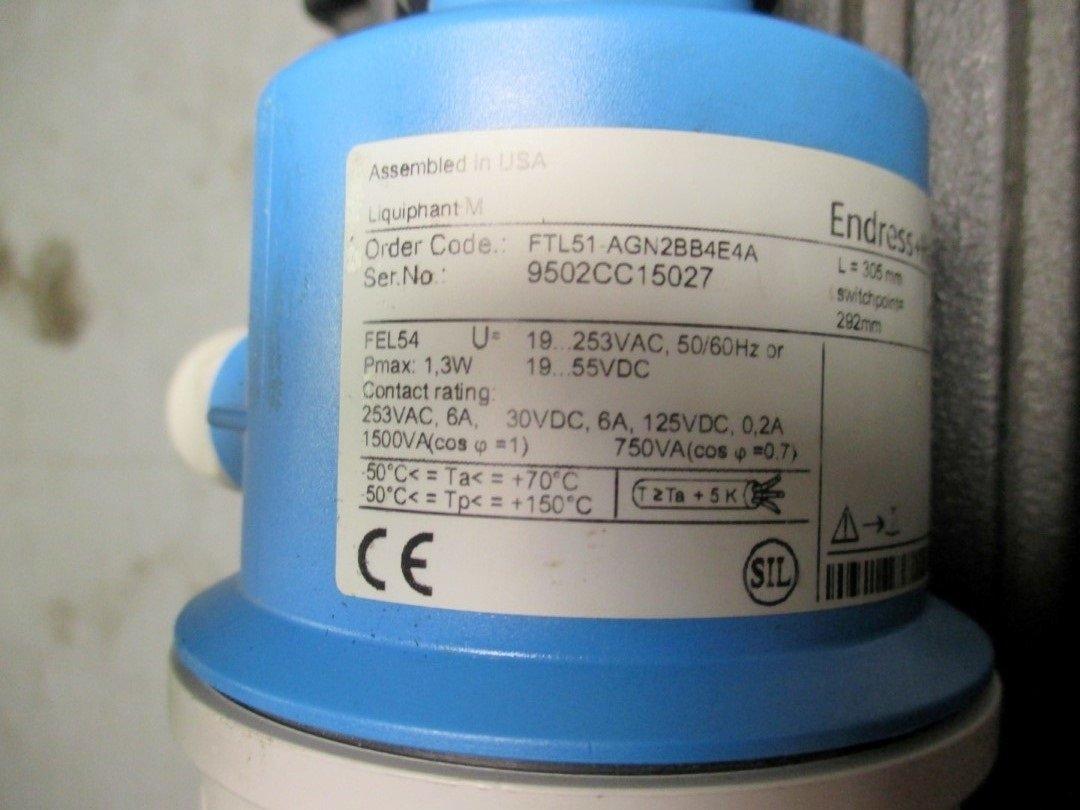 Assembled in USA
Liquiphant M
Endress+
Order Code.: FTL51-AGN2BB4E4A
Ser.No.: 9502CC15027
L = 305 mm
switchpoint=
292mm
FEL54 U= 19...253VAC, 50/60Hz or
Pmax: 1,3W 19...55VDC
Contact rating:
253VAC, 6A, 30VDC, 6A, 125VDC, 0,2A
1500VA(cos φ =1) 750VA(cos φ =0.7)
-50°C< = Ta< = +70°C
-50°C< = Tp< = +150°C
T ≥Ta + 5 K
CE
SIL